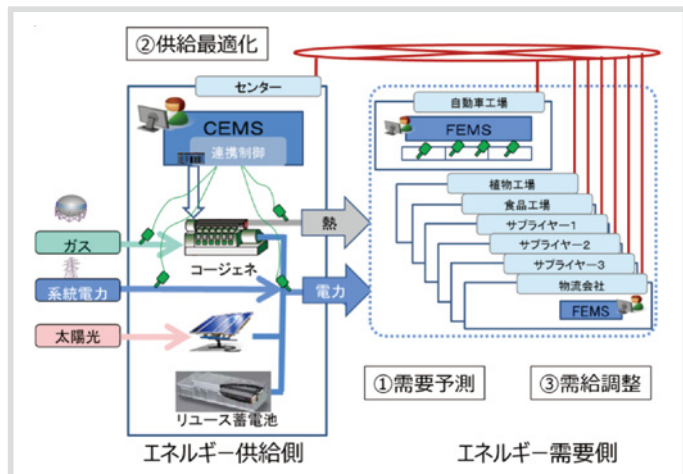 ②供給最適化
センター
CEMS
連携制御
ガス
系統電力
太陽光
コージェネ
リユース蓄電池
熱
電力
エネルギー供給側
自動車工場
FEMS
植物工場
食品工場
サプライヤー1
サプライヤー2
サプライヤー3
物流会社
FEMS
①需要予測
③需給調整
エネルギー需要側